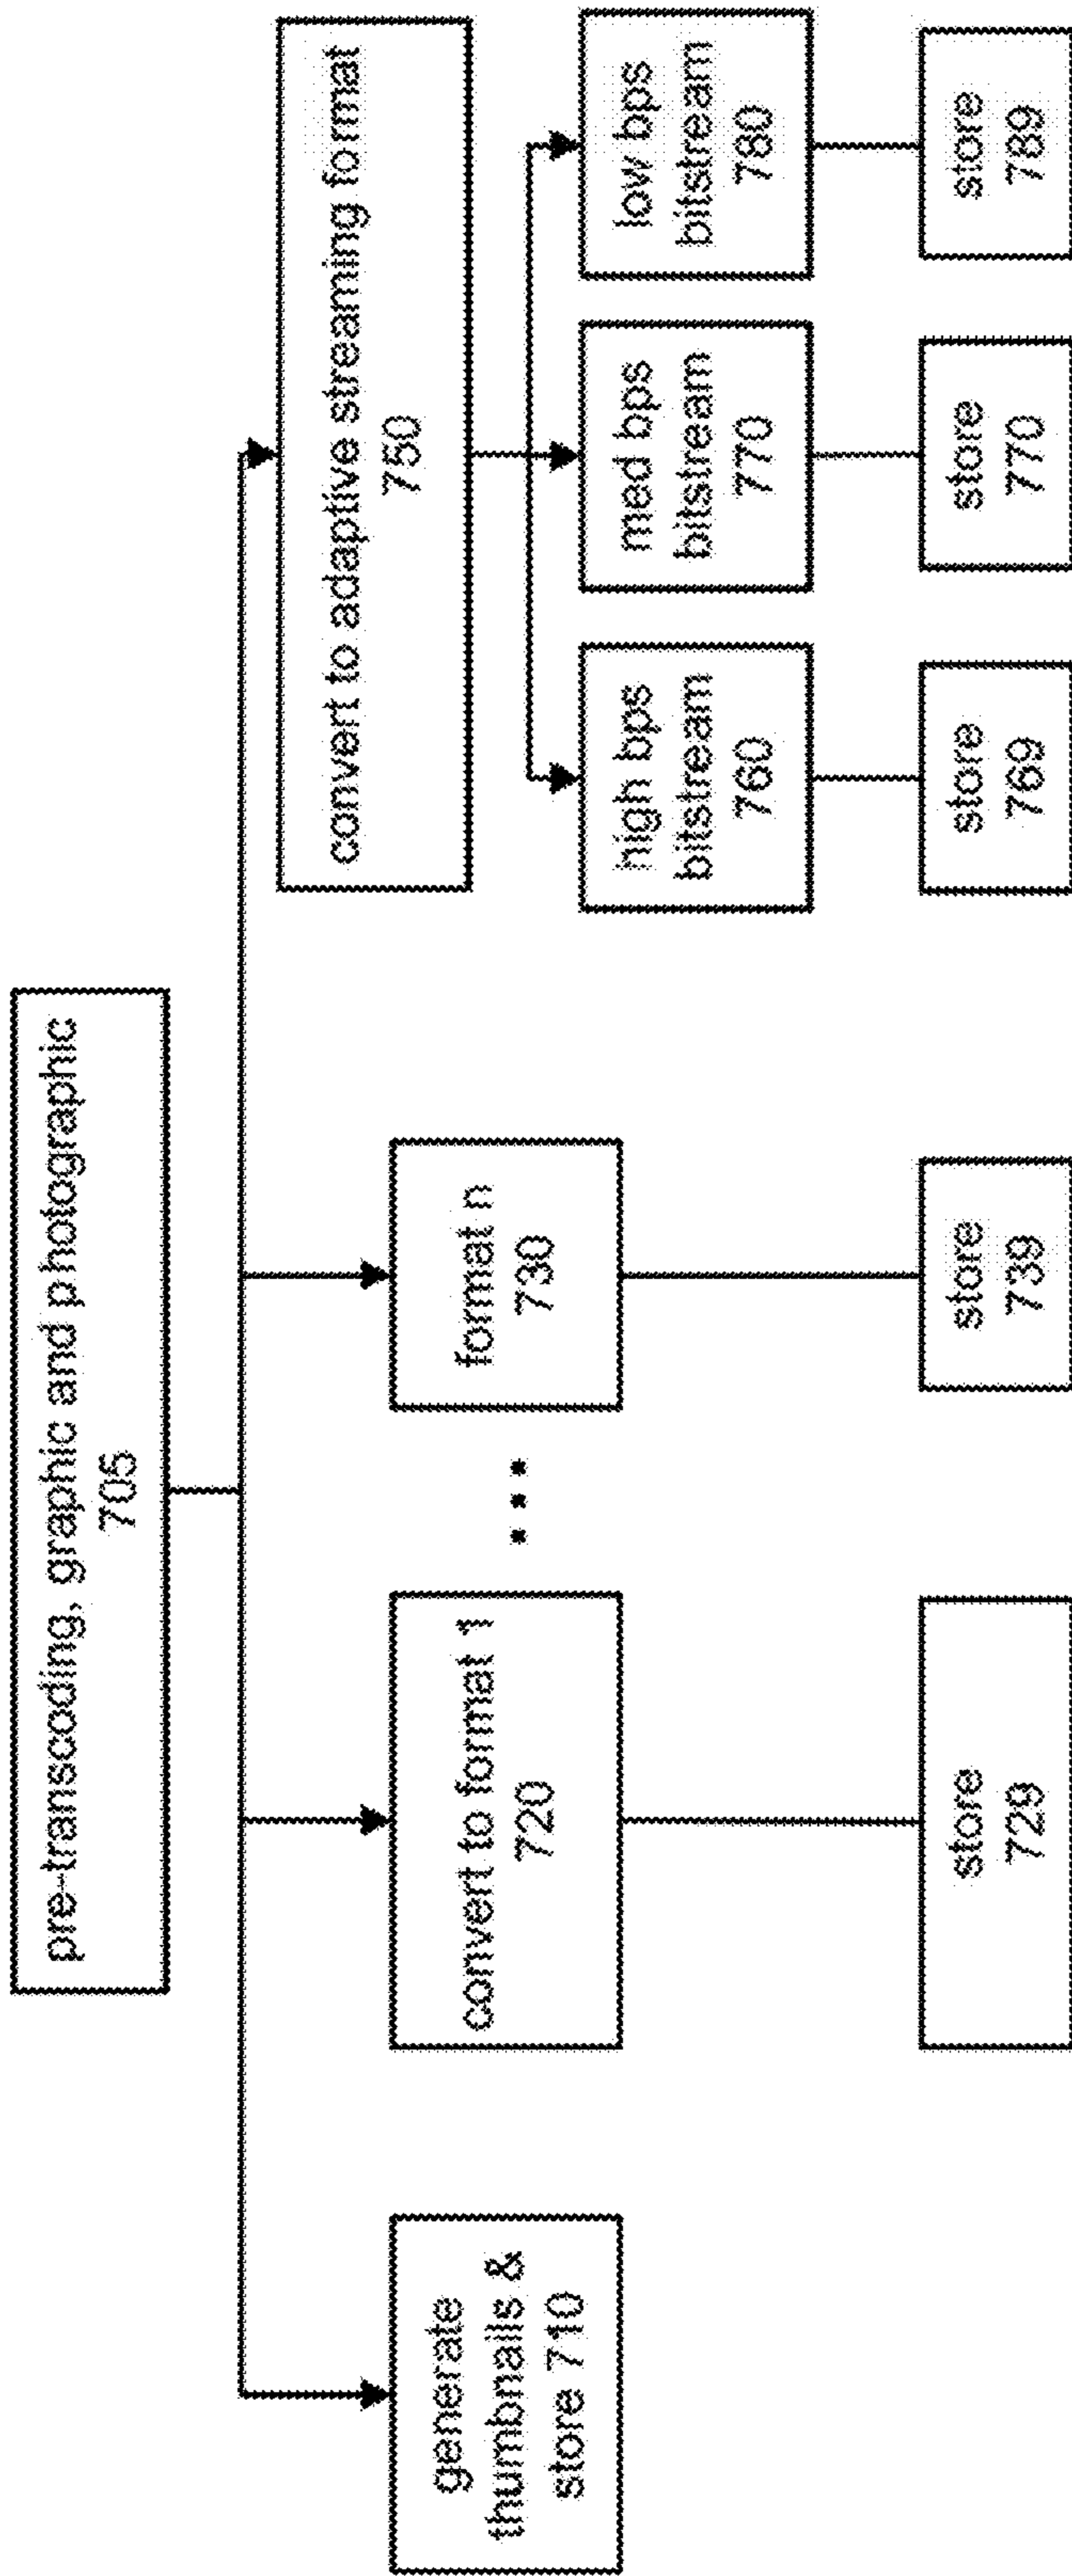 pre-transcoding, graphic and photographic
705
generate
thumbnails &
store 710
convert to format 1
720
format n
730
convert to adaptive streaming format
750
high bps
bitstream
760
med bps
bitstream
770
low bps
bitstream
780
store
729
store
739
store
769
store
770
store
789